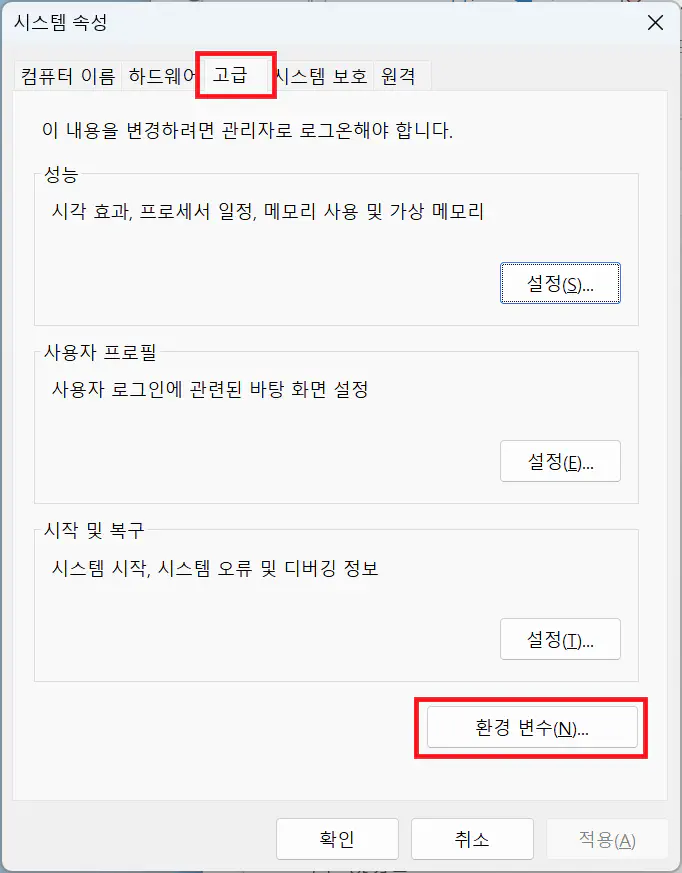 시스템 속성
컴퓨터 이름 하드웨어 고급 시스템 보호 원격
이 내용을 변경하려면 관리자로 로그온해야 합니다.
성능
시각 효과, 프로세서 일정, 메모리 사용 및 가상 메모리
설정(S)...
사용자 프로필
사용자 로그인에 관련된 바탕 화면 설정
설정(E)...
시작 및 복구
시스템 시작, 시스템 오류 및 디버깅 정보
설정(T)...
환경 변수(N)...
확인 취소 적용(A)